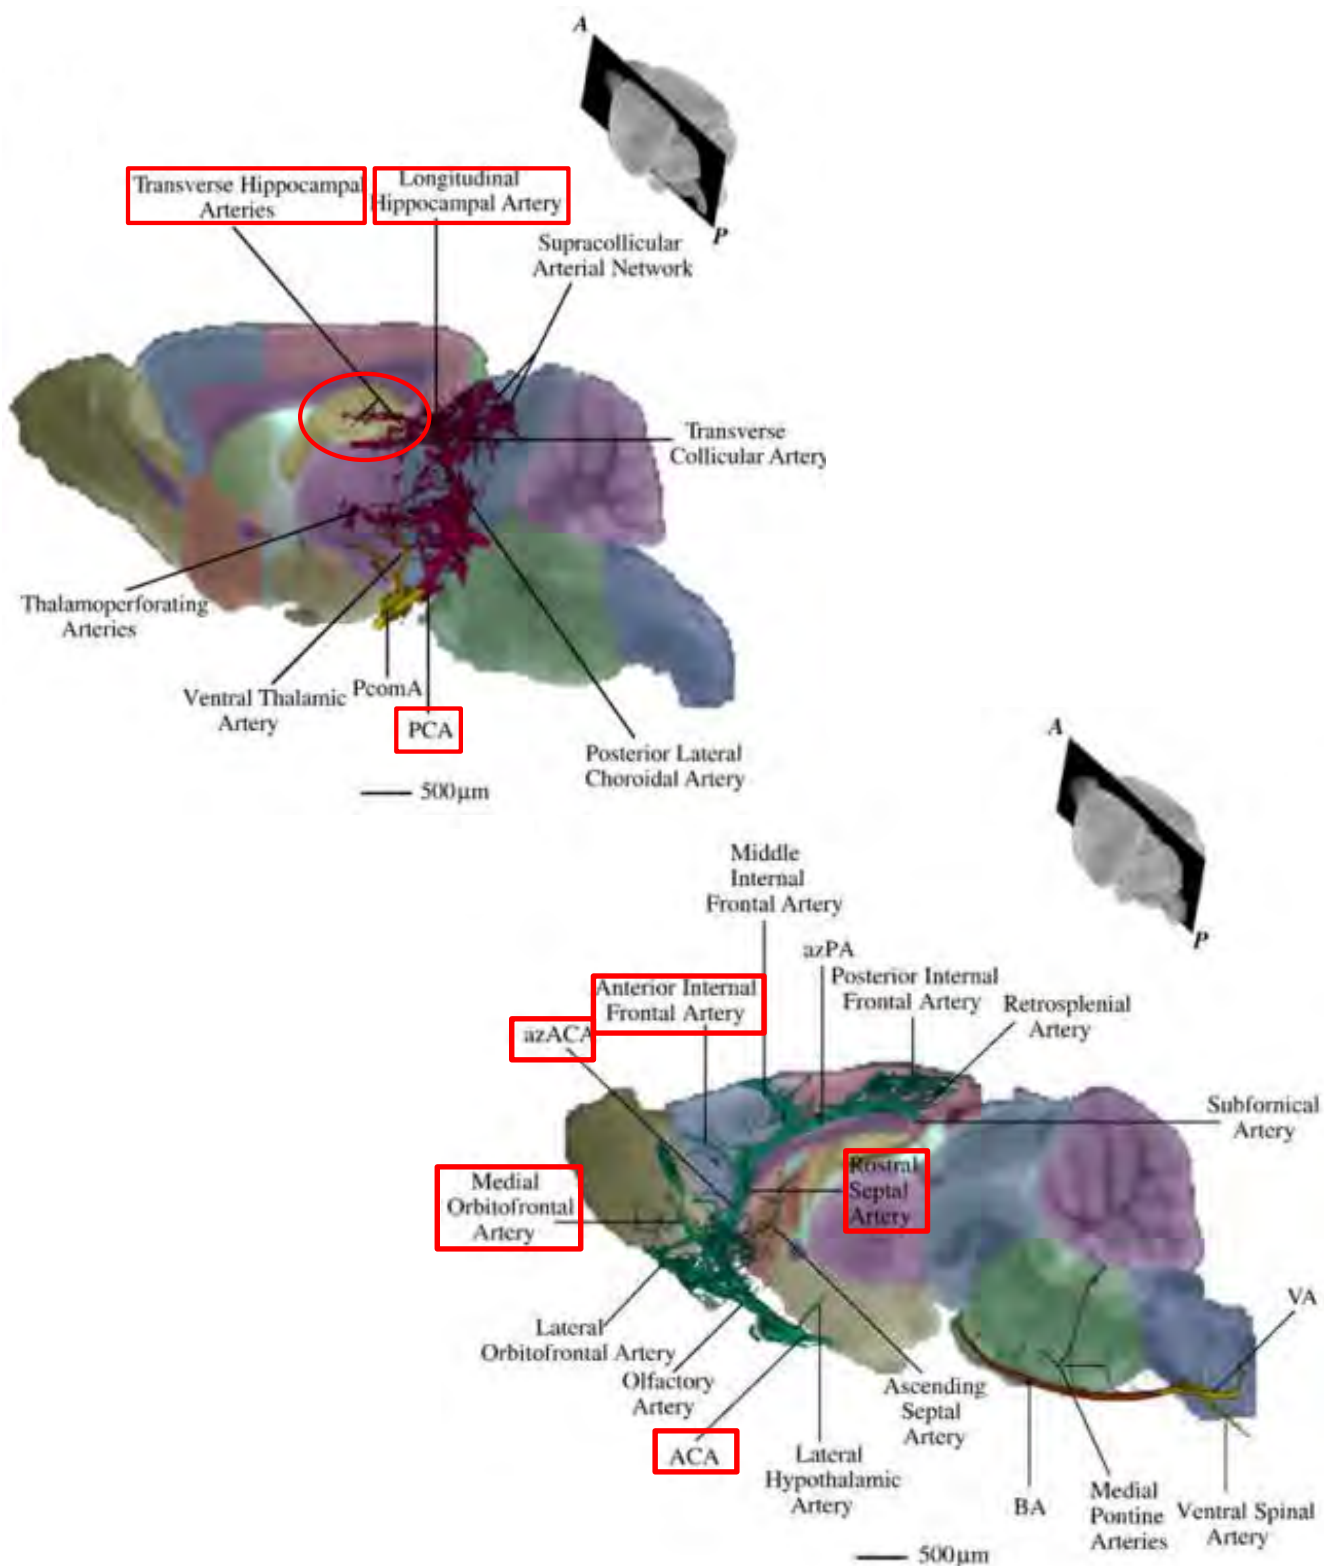 A
P
Transverse Hippocampal
Arteries
Longitudinal
Hippocampal Artery
Supracollicular
Arterial Network
Transverse
Collicular Artery
Thalamoperforating
Arteries
Ventral Thalamic
Artery
PcomA
PCA
Posterior Lateral
Choroidal Artery
500μm
A
P
Middle
Internal
Frontal Artery
azPA
Anterior Internal
Frontal Artery
Posterior Internal
Frontal Artery
Retrosplenial
Artery
azACA
Subfornical
Artery
Medial
Orbitofrontal
Artery
Rostral
Septal
Artery
Lateral
Orbitofrontal Artery
Olfactory
Artery
ACA
Lateral
Hypothalamic
Artery
Ascending
Septal
Artery
BA
Medial
Pontine
Arteries
VA
Ventral Spinal
Artery
500μm